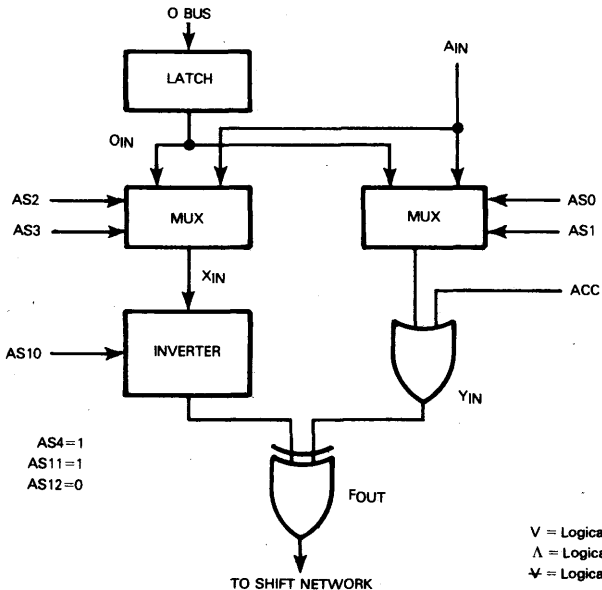 O BUS
LATCH
AIN
OIN
AS2
AS3
MUX
MUX
AS0
AS1
XIN
ACC
AS10
INVERTER
YIN
AS4=1
AS11=1
AS12=0
FOUT
V = Logica
Λ = Logica
V = Logica
TO SHIFT NETWORK